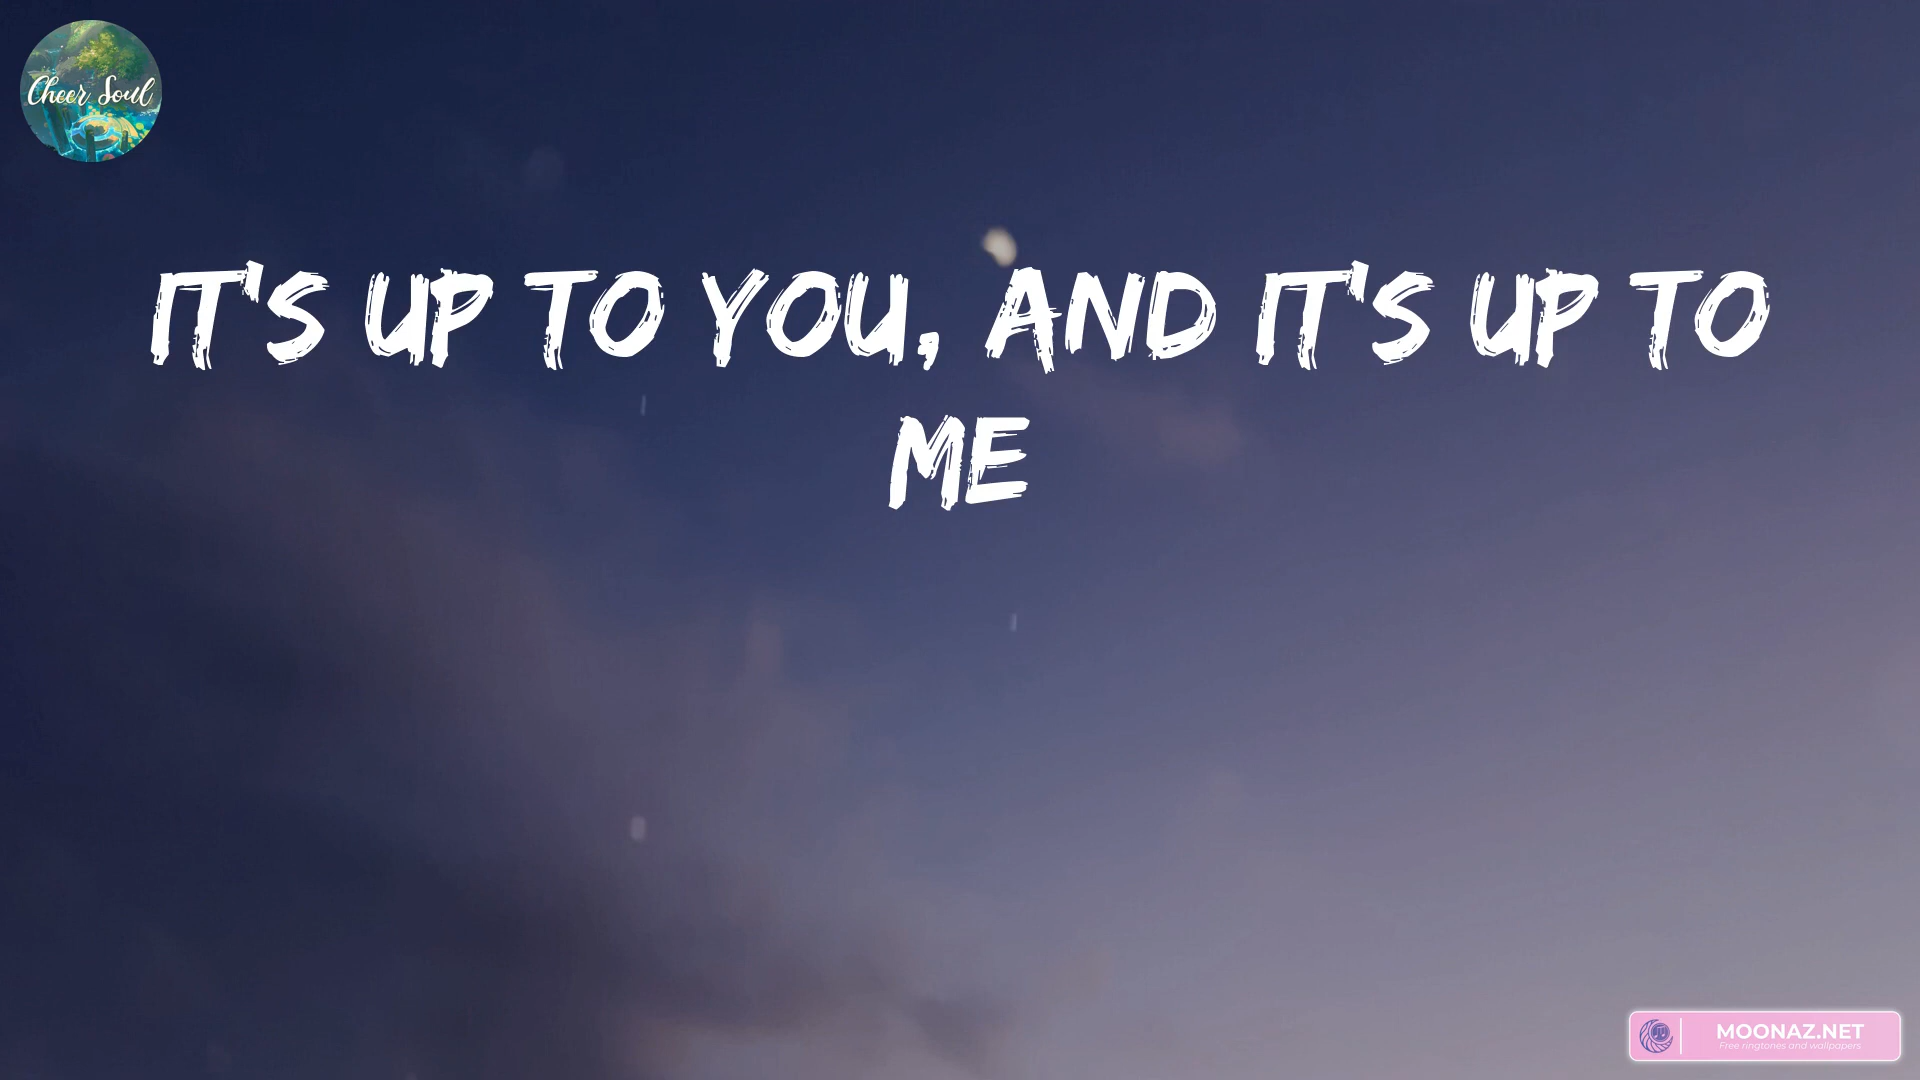 Cheer Soul
IT'S UP TO YOU, AND IT'S UP TO
ME
MOONAZ.NET
Free ringtones and wallpapers